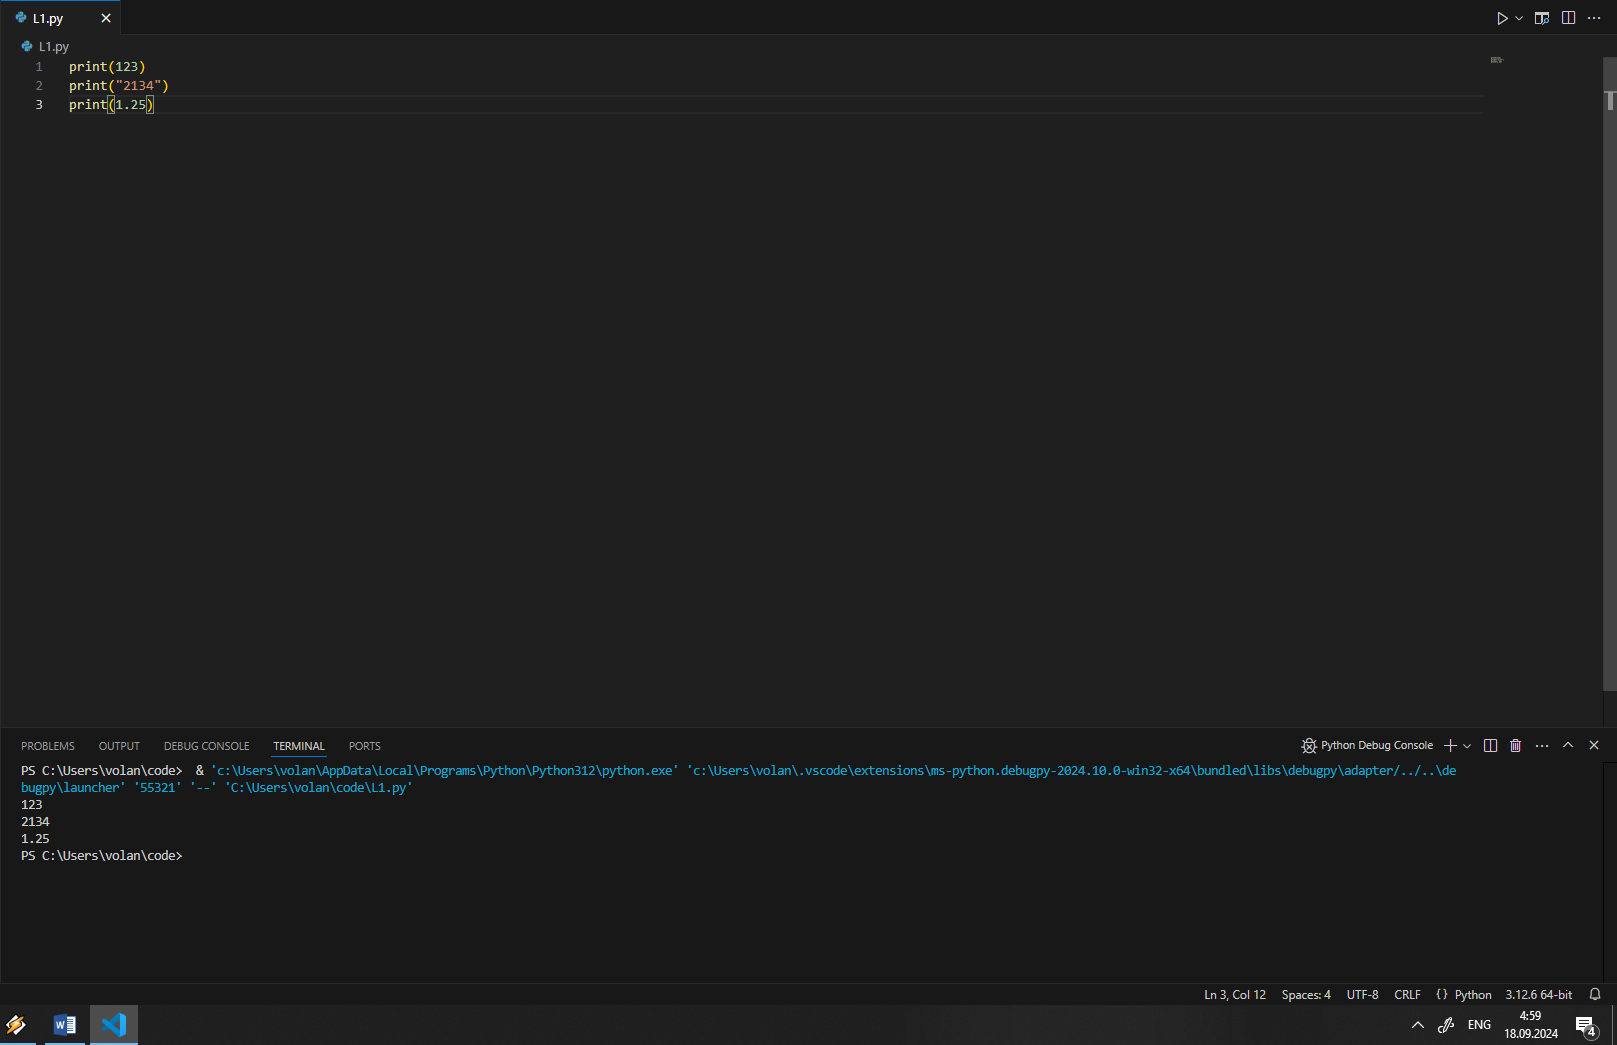 L1.py
L1.py
1 print(123)
2 print("2134")
3 print(1.25)
PROBLEMS OUTPUT DEBUG CONSOLE TERMINAL PORTS Python Debug Console
PS C:\Users\volan\code>  & 'c:\Users\volan\AppData\Local\Programs\Python\Python312\python.exe' 'c:\Users\volan\.vscode\extensions\ms-python.debugpy-2024.10.0-win32-x64\bundled\libs\debugpy\adapter/../..\de
bugpy\launcher' '55321' '--' 'C:\Users\volan\code\L1.py'
123
2134
1.25
PS C:\Users\volan\code>
Ln 3, Col 12 Spaces: 4 UTF-8 CRLF {} Python 3.12.6 64-bit
W ENG 4:59
18.09.2024 4